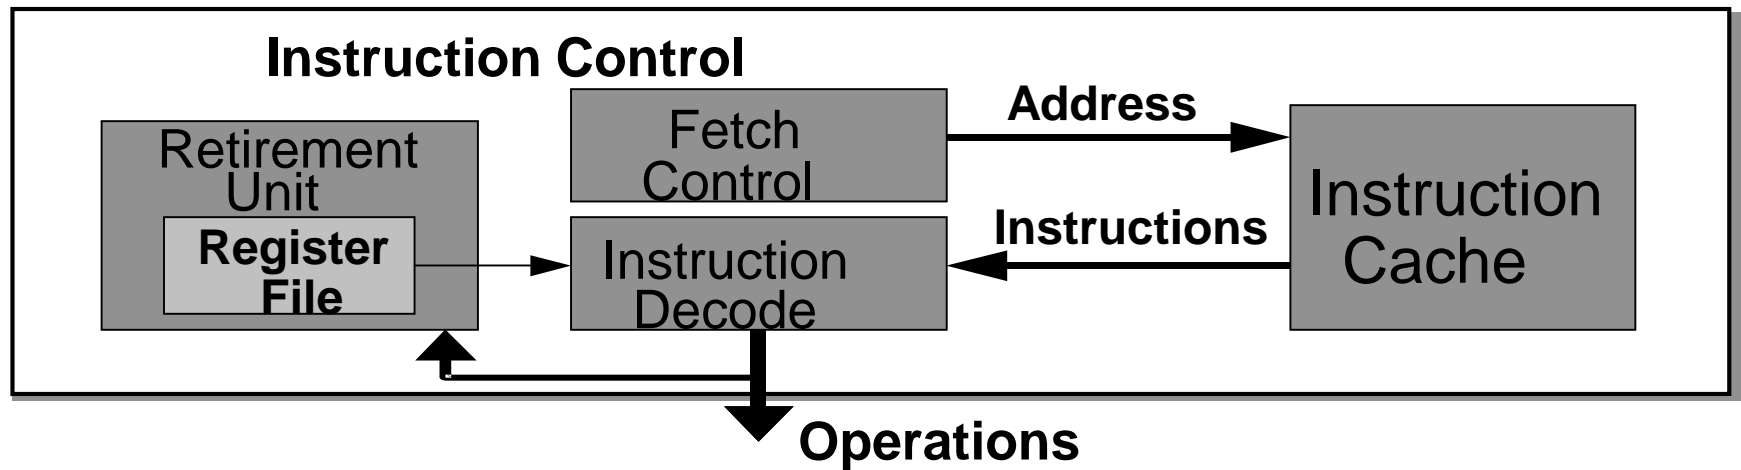 Instruction Control
Retirement
Unit
Register
File
Fetch
Control
Address
Instruction
Decode
Instructions
Instruction
Cache
Operations